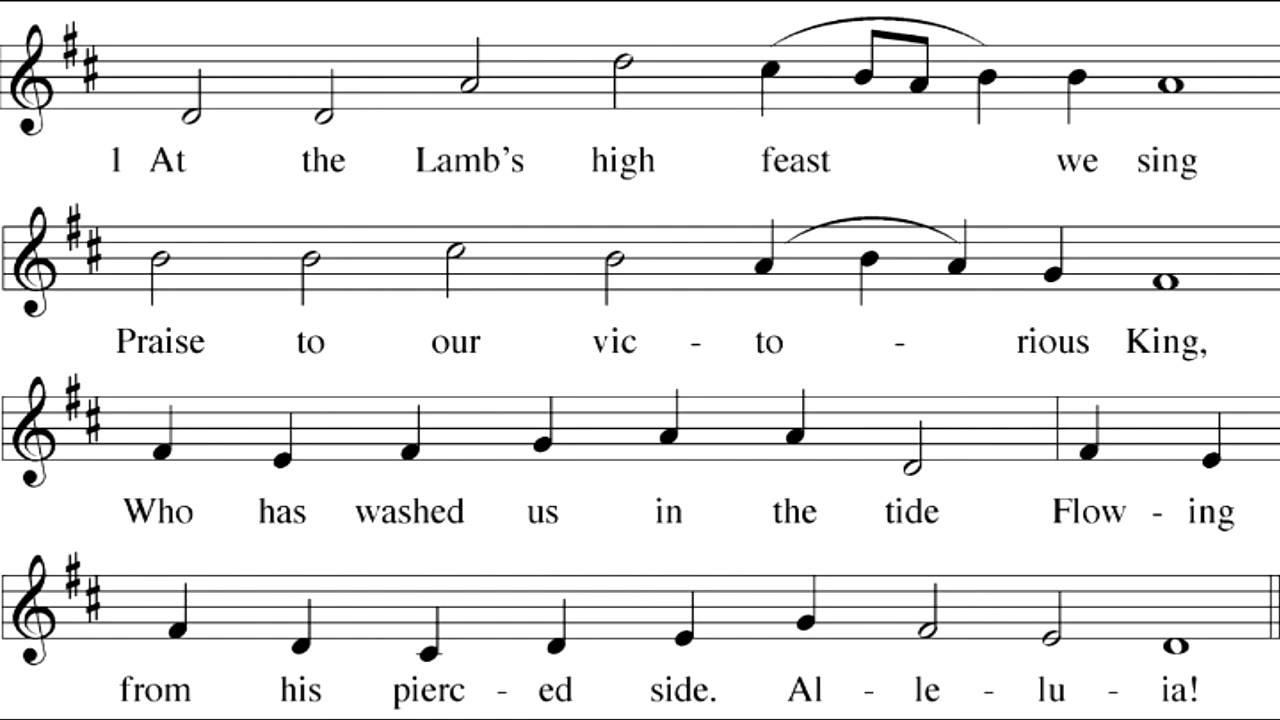 1 At the Lamb's high feast we sing
Praise to our vic - to - rious King,
Who has washed us in the tide Flow - ing
from his pierc - ed side. Al - le - lu - ia!